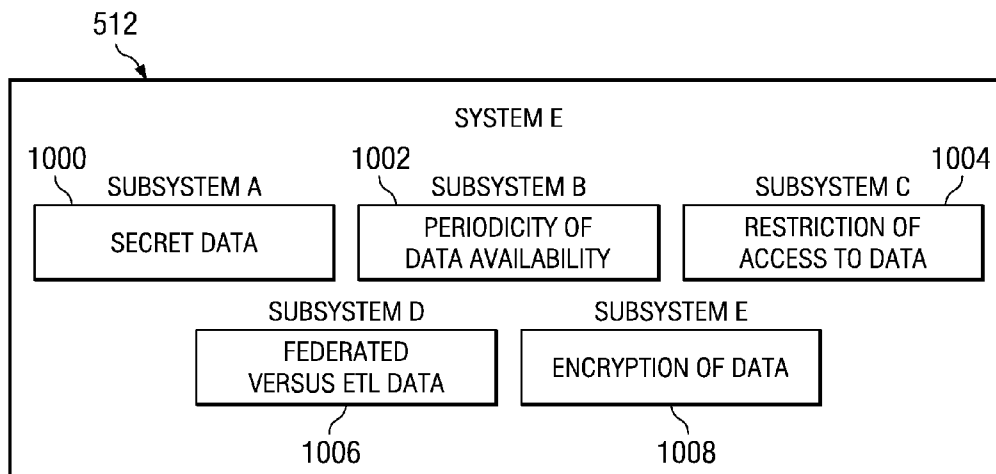 512
SYSTEM E
1000
1002
1004
SUBSYSTEM A
SUBSYSTEM B
SUBSYSTEM C
SECRET DATA
PERIODICITY OF
DATA AVAILABILITY
RESTRICTION OF
ACCESS TO DATA
SUBSYSTEM D
SUBSYSTEM E
FEDERATED
VERSUS ETL DATA
ENCRYPTION OF DATA
1006
1008